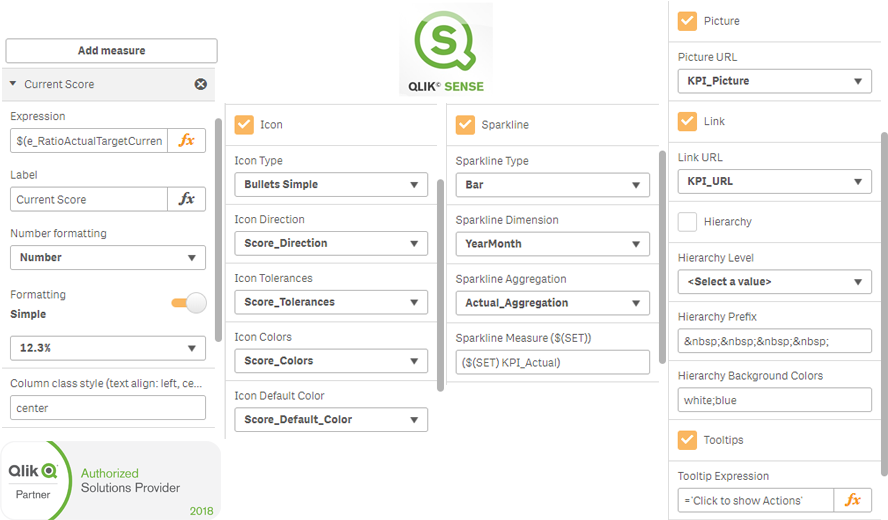 Add measure
Current Score
Expression
$(e_RatioActualTargetCurren
fx
Label
Current Score
fx
Number formatting
Number
Formatting
Simple
12.3%
Column class style (text align: left, ce...
center
Qlik Q
Partner
Authorized
Solutions Provider
2018
S
QLIK® SENSE
Icon
Icon Type
Bullets Simple
Icon Direction
Score_Direction
Icon Tolerances
Score_Tolerances
Icon Colors
Score_Colors
Icon Default Color
Score_Default_Color
Sparkline
Sparkline Type
Bar
Sparkline Dimension
YearMonth
Sparkline Aggregation
Actual_Aggregation
Sparkline Measure ($(SET))
($(SET) KPI_Actual)
Picture
Picture URL
KPI_Picture
Link
Link URL
KPI_URL
Hierarchy
Hierarchy Level
<Select a value>
Hierarchy Prefix
&nbsp;&nbsp;&nbsp;&nbsp;
Hierarchy Background Colors
white;blue
Tooltips
Tooltip Expression
='Click to show Actions'
fx